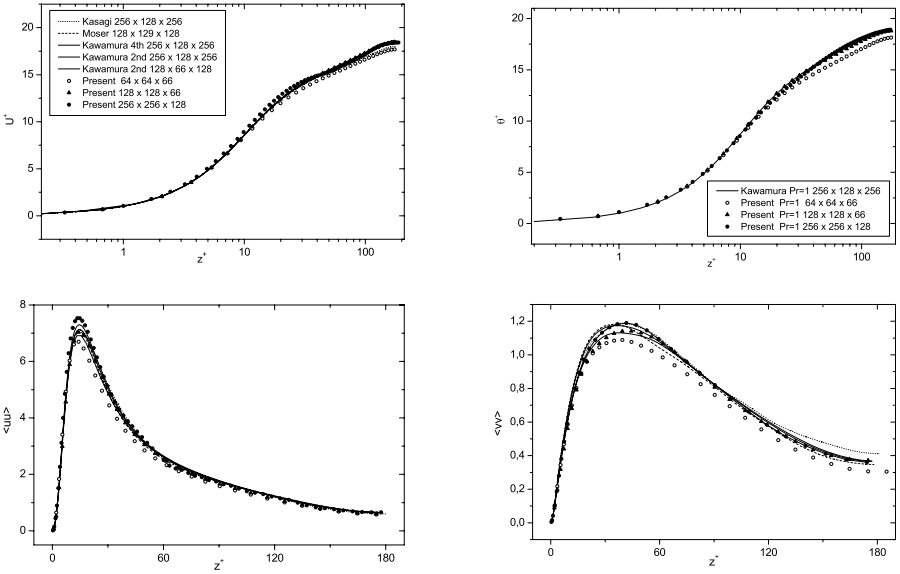 20
15
10
5
0
U⁺
Kasagi 256 x 128 x 256
Moser 128 x 129 x 128
Kawamura 4th 256 x 128 x 256
Kawamura 2nd 256 x 128 x 256
Kawamura 2nd 128 x 66 x 128
Present 64 x 64 x 66
Present 128 x 128 x 66
Present 256 x 256 x 128
1 10 100
z⁺
20
15
10
5
0
θ⁺
Kawamura Pr=1 256 x 128 x 256
Present Pr=1 64 x 64 x 66
Present Pr=1 128 x 128 x 66
Present Pr=1 256 x 256 x 128
1 10 100
z⁺
8
6
4
2
0
<uu>
0 60 120 180
z⁺
1,2
1,0
0,8
0,6
0,4
0,2
0,0
<vv>
0 60 120 180
z⁺